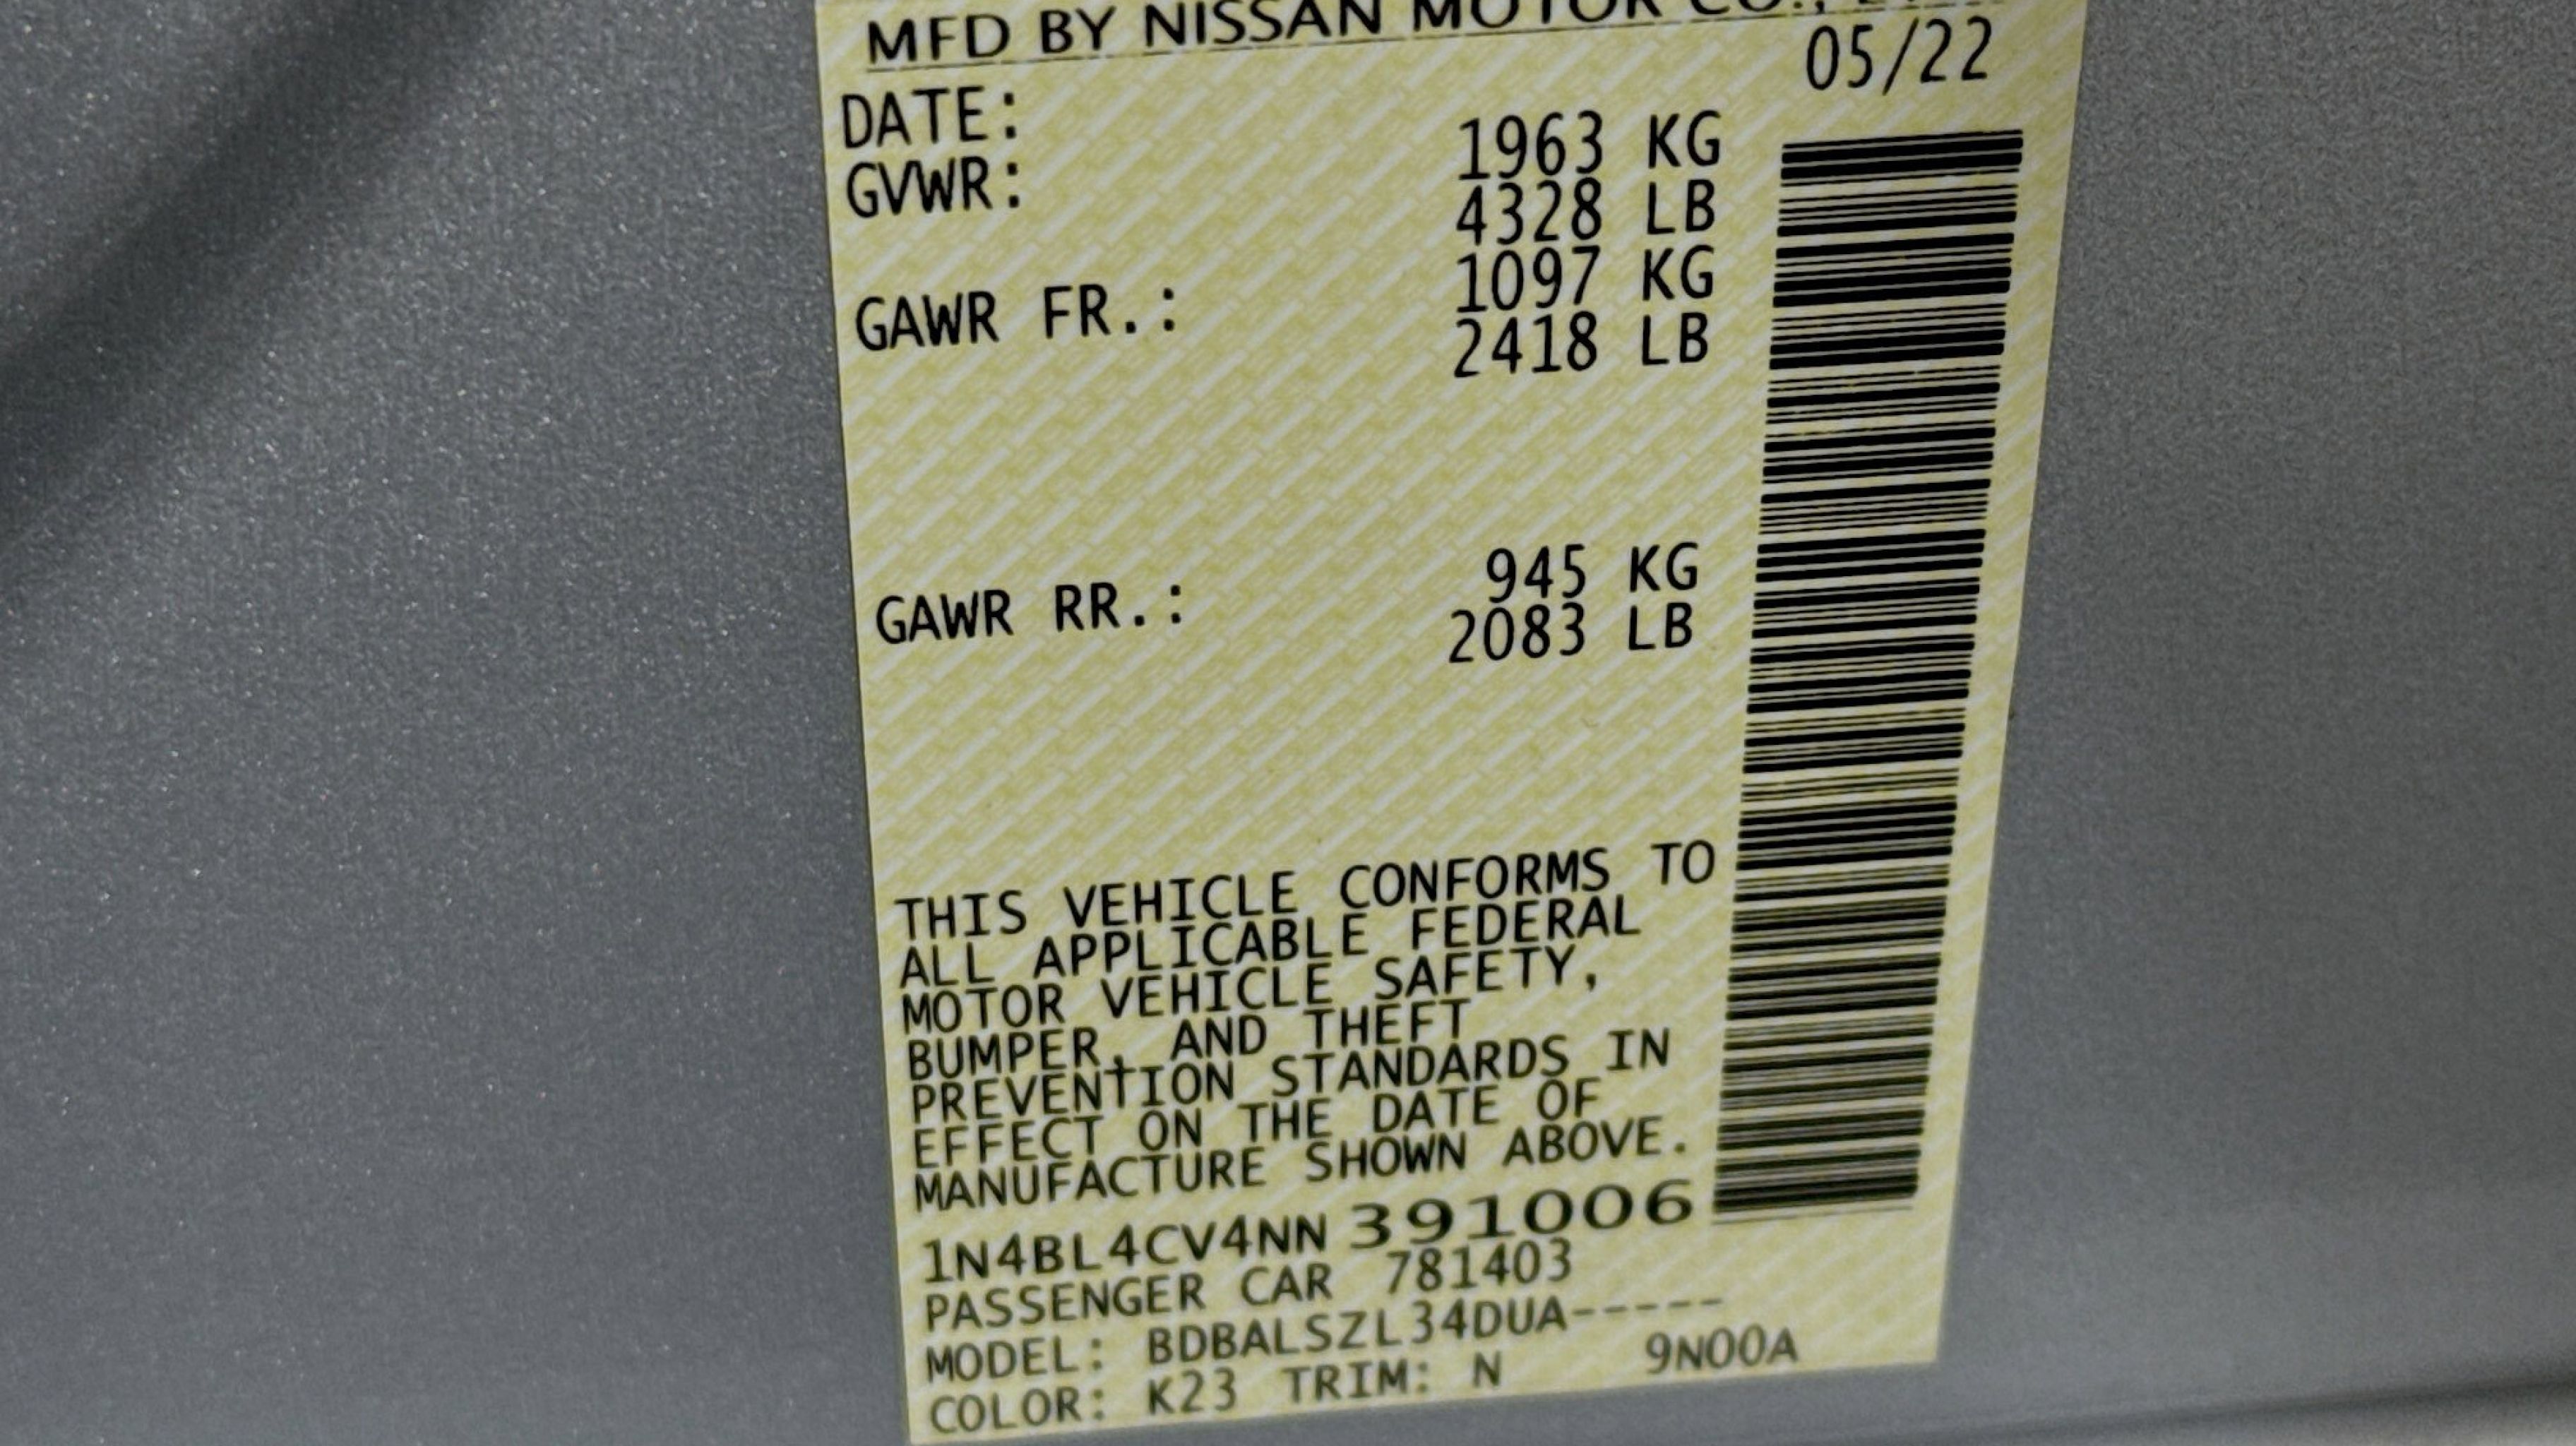 MFD BY NISSAN MOTOR CO.,
DATE: 05/22
GVWR: 1963 KG
4328 LB
GAWR FR.: 1097 KG
2418 LB
GAWR RR.: 945 KG
2083 LB
THIS VEHICLE CONFORMS TO
ALL APPLICABLE FEDERAL
MOTOR VEHICLE SAFETY,
BUMPER, AND THEFT
PREVENTION STANDARDS IN
EFFECT ON THE DATE OF
MANUFACTURE SHOWN ABOVE.
1N4BL4CV4NN 391006
PASSENGER CAR 781403
MODEL: BDBALSZL34DUA-----
COLOR: K23 TRIM: N 9N00A